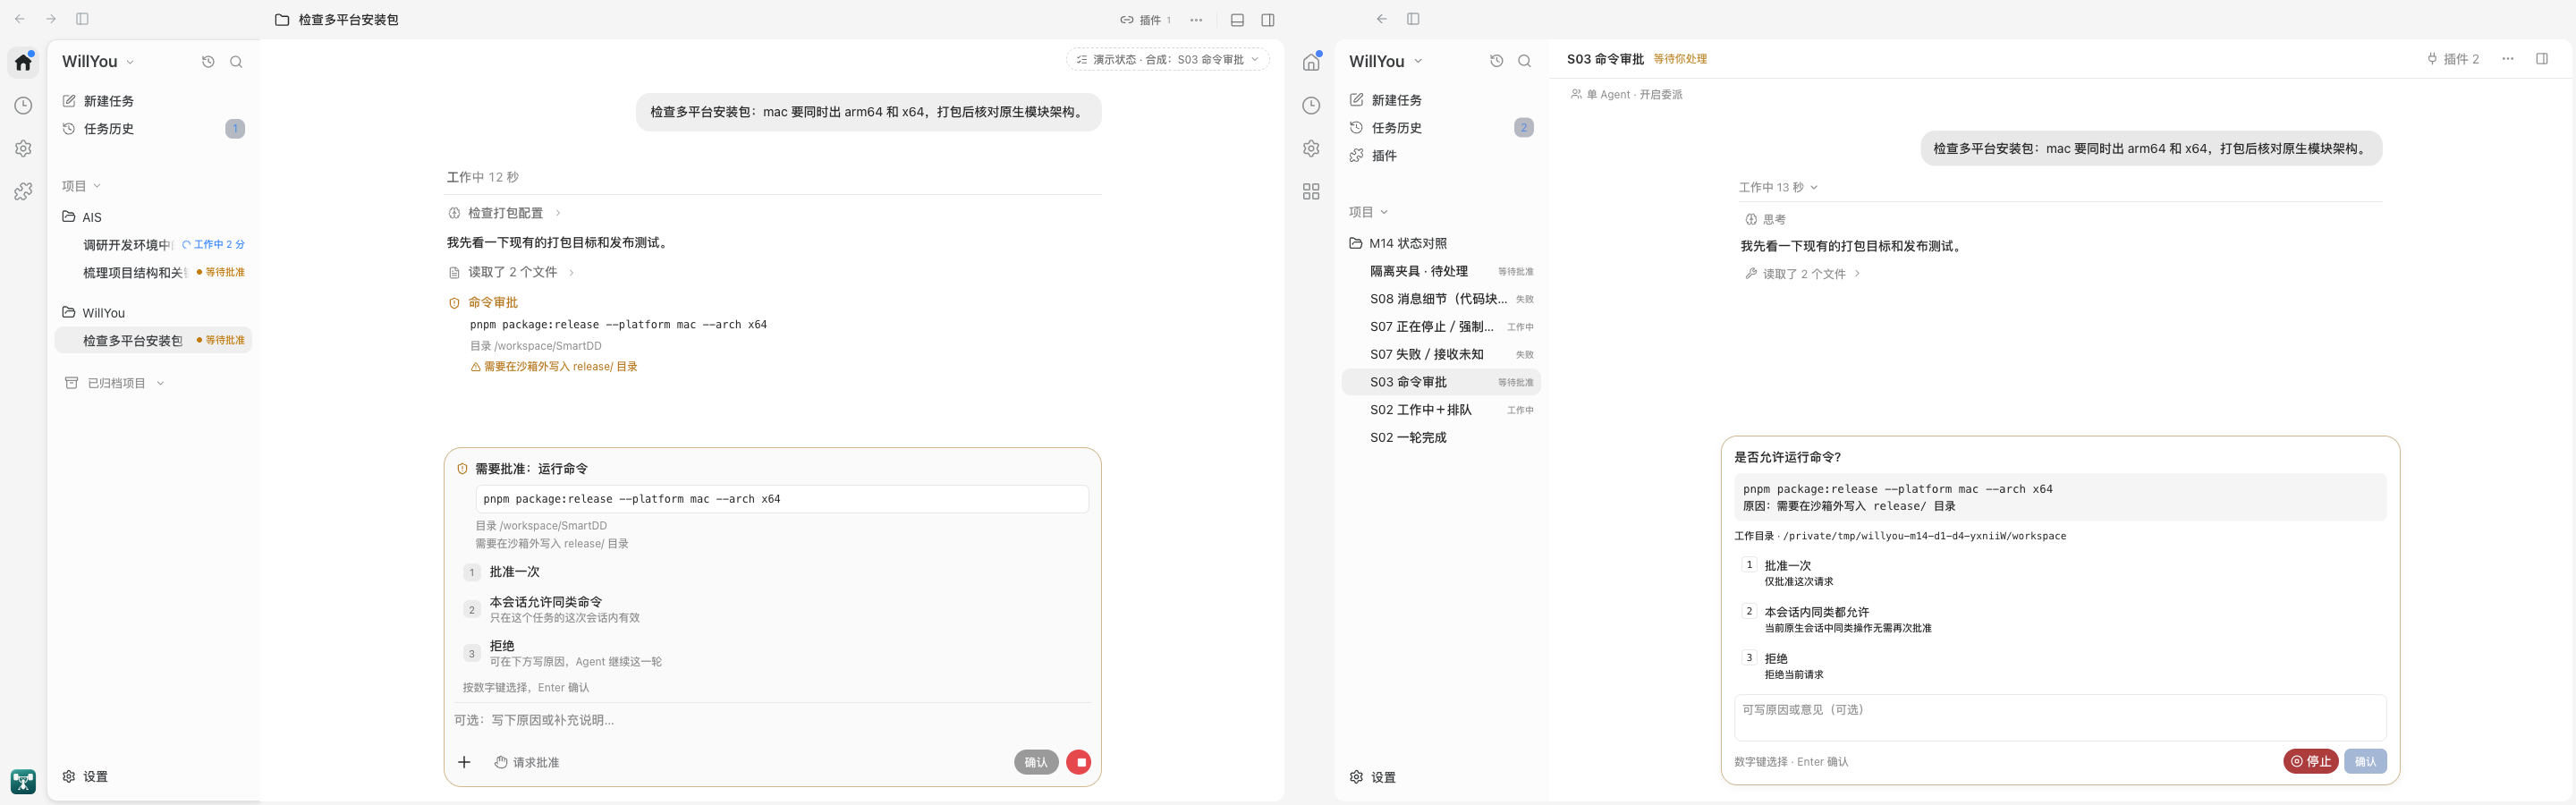 检查多平台安装包
插件 1
WillYou
新建任务
任务历史
1
项目
AIS
调研开发环境中
工作中 2 分
梳理项目结构和关
等待批准
WillYou
检查多平台安装包
等待批准
已归档项目
设置
演示状态 · 合成：S03 命令审批
检查多平台安装包：mac 要同时出 arm64 和 x64，打包后核对原生模块架构。
工作中 12 秒
检查打包配置
我先看一下现有的打包目标和发布测试。
读取了 2 个文件
命令审批
pnpm package:release --platform mac --arch x64
目录 /workspace/SmartDD
需要在沙箱外写入 release/ 目录
需要批准：运行命令
pnpm package:release --platform mac --arch x64
目录 /workspace/SmartDD
需要在沙箱外写入 release/ 目录
1 批准一次
2 本会话允许同类命令
只在这个任务的这次会话内有效
3 拒绝
可在下方写原因，Agent 继续这一轮
按数字键选择，Enter 确认
可选：写下原因或补充说明...
请求批准
确认
WillYou
新建任务
任务历史
2
插件
项目
M14 状态对照
隔离夹具 · 待处理 等待批准
S08 消息细节（代码块... 失败
S07 正在停止 / 强制... 工作中
S07 失败 / 接收未知 失败
S03 命令审批 等待批准
S02 工作中＋排队 工作中
S02 一轮完成
设置
S03 命令审批 等待你处理
插件 2
单 Agent · 开启委派
检查多平台安装包：mac 要同时出 arm64 和 x64，打包后核对原生模块架构。
工作中 13 秒
思考
我先看一下现有的打包目标和发布测试。
读取了 2 个文件
是否允许运行命令?
pnpm package:release --platform mac --arch x64
原因：需要在沙箱外写入 release/ 目录
工作目录 · /private/tmp/willyou-m14-d1-d4-yxniiW/workspace
1 批准一次
仅批准这次请求
2 本会话内同类都允许
当前原生会话中同类操作无需再次批准
3 拒绝
拒绝当前请求
可写原因或意见（可选）
数字键选择 · Enter 确认
停止
确认